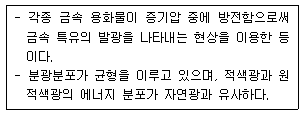 - 각종 금속 용화물이 증기압 중에 방전함으로써
금속 특유의 발광을 나타내는 현상을 이용한 등
이다.
- 분광분포가 균형을 이루고 있으며, 적색광과 원
적색광의 에너지 분포가 자연광과 유사하다.